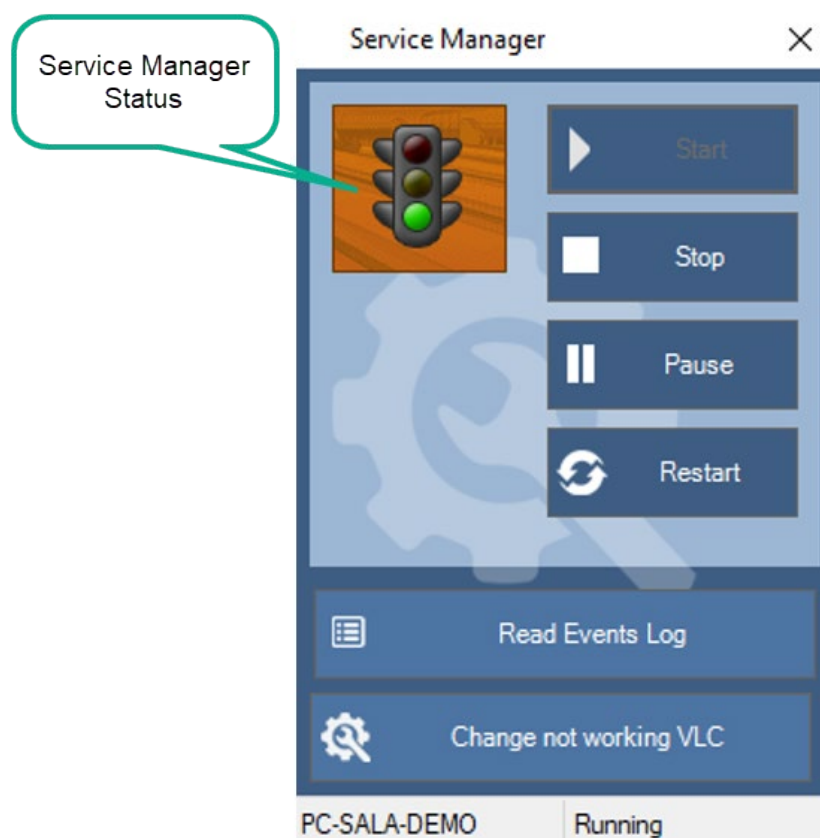 Service Manager
Service Manager
Status
Start
Stop
Pause
Restart
Read Events Log
Change not working VLC
PC-SALA-DEMO
Running